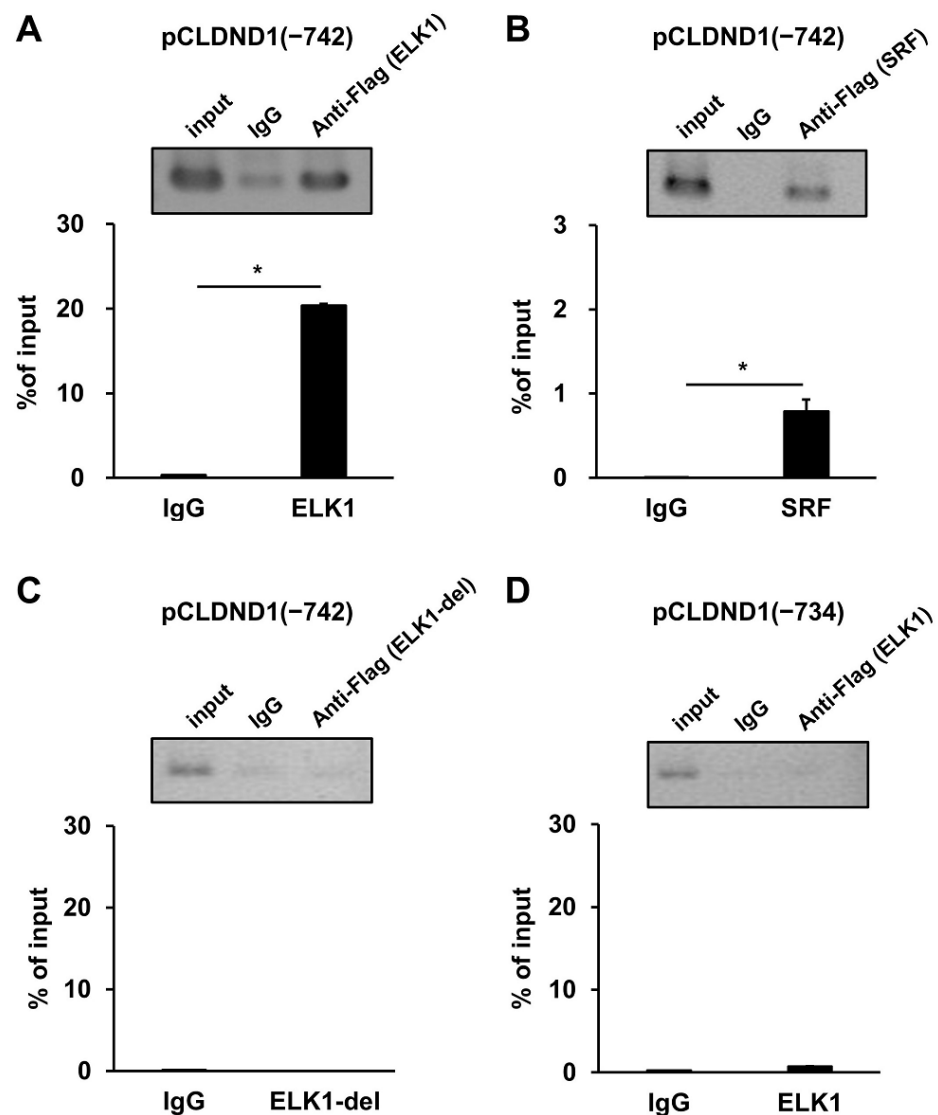 A
pCLDND1(−742)
input
IgG
Anti-Flag (ELK1)
30
20
10
0
%of input
*
IgG
ELK1
B
pCLDND1(−742)
input
IgG
Anti-Flag (SRF)
3
2
1
0
%of input
*
IgG
SRF
C
pCLDND1(−742)
input
IgG
Anti-Flag (ELK1-del)
30
20
10
0
% of input
IgG
ELK1-del
D
pCLDND1(−734)
input
IgG
Anti-Flag (ELK1)
30
20
10
0
% of input
IgG
ELK1